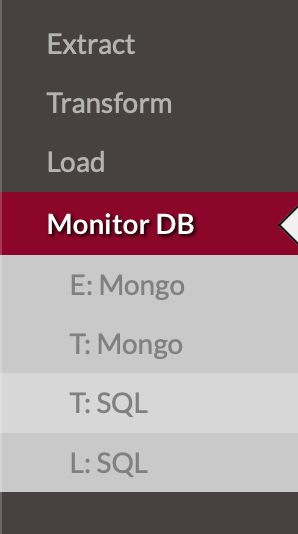 Extract
Transform
Load
Monitor DB
E: Mongo
T: Mongo
T: SQL
L: SQL